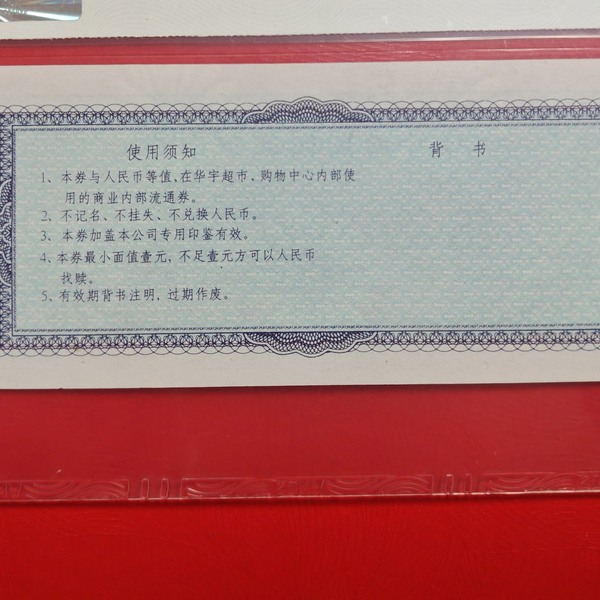 使用须知
背 书
1、本券与人民币等值,在华宇超市、购物中心内部使
用的商业内部流通券。
2、不记名、不挂失、不兑换人民币。
3、本券加盖本公司专用印鉴有效。
4、本券最小面值壹元,不足壹元方可以人民币
找赎。
5、有效期背书注明,过期作废。